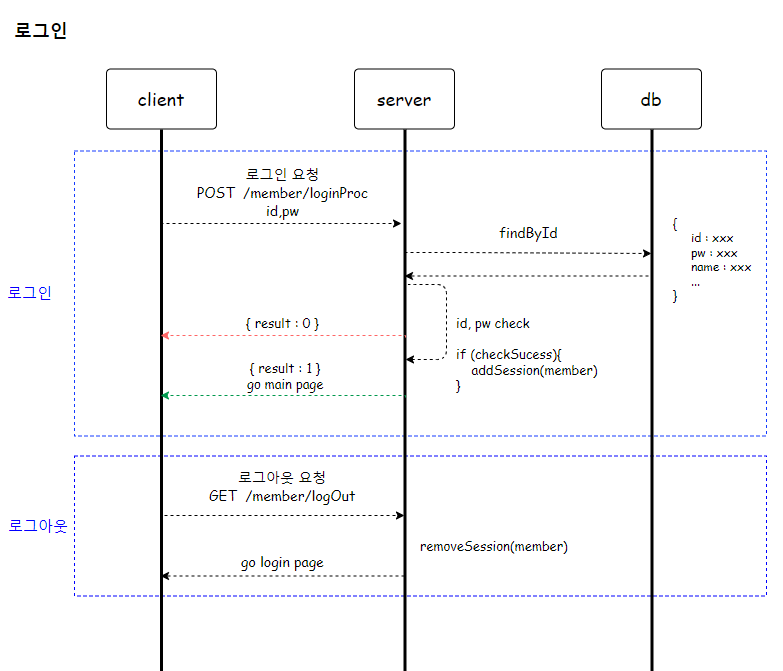 로그인
client
server
db
로그인 요청
POST /member/loginProc
id,pw
findById
{
id : xxx
pw : xxx
name : xxx
...
}
로그인
{ result : 0 }
id, pw check
if (checkSucess){
addSession(member)
}
{ result : 1 }
go main page
로그아웃 요청
GET /member/logOut
로그아웃
removeSession(member)
go login page